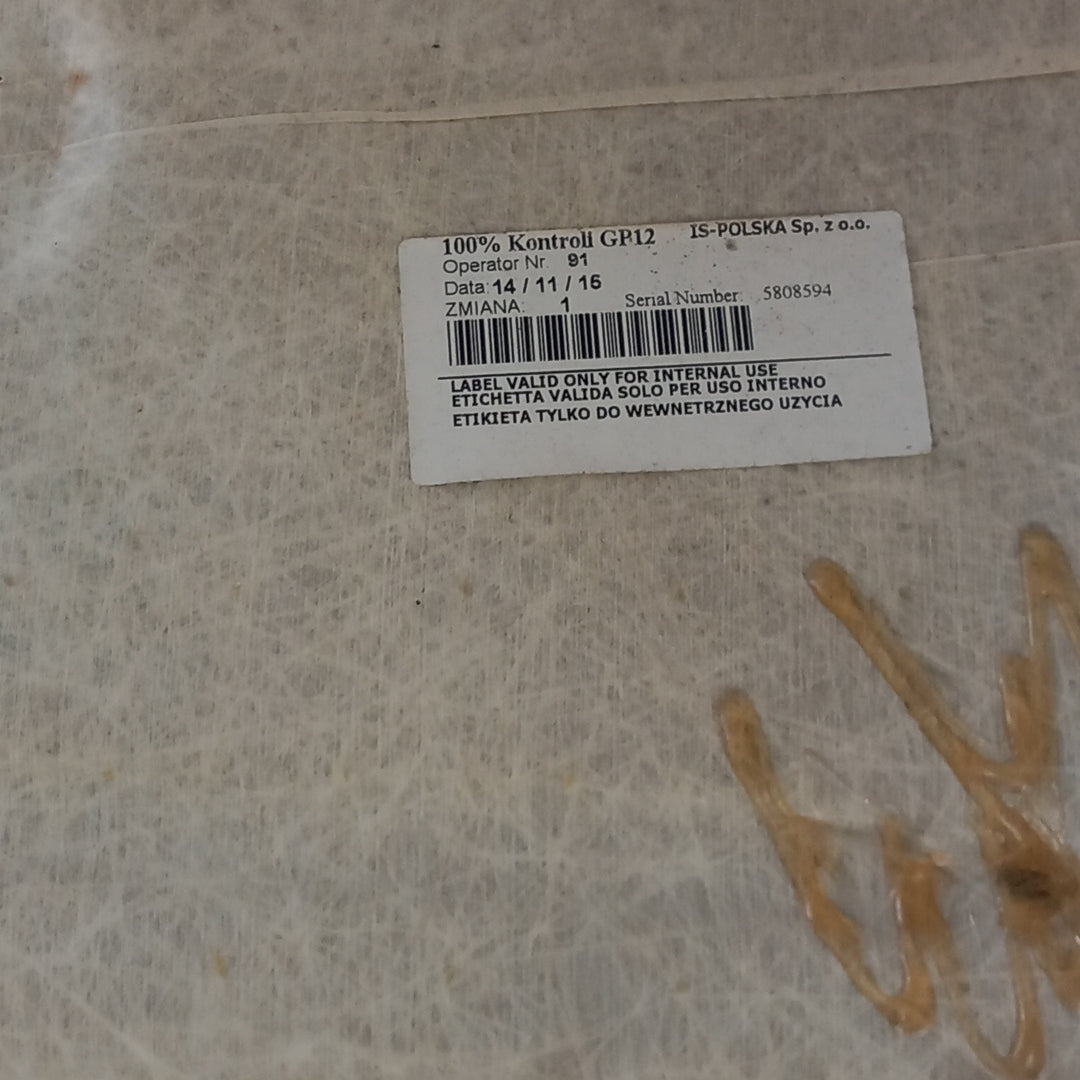 100% Kontroli GP12 IS-POLSKA Sp. z o.o.
Operator Nr. 91
Data: 14 / 11 / 16
ZMIANA: 1 Serial Number: 5808594
LABEL VALID ONLY FOR INTERNAL USE
ETICHETTA VALIDA SOLO PER USO INTERNO
ETIKIETA TYLKO DO WEWNETRZNEGO UZYCIA